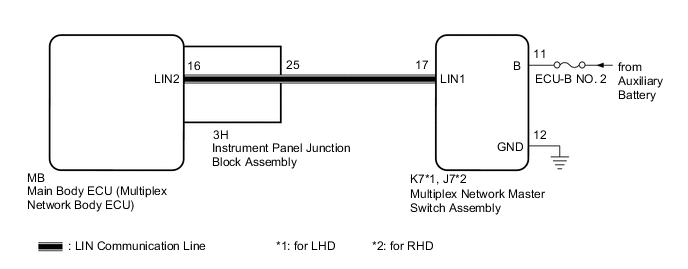 16
25
17
11
LIN2
LIN1
B
ECU-B NO. 2
from
Auxiliary
Battery
12
GND
3H
Instrument Panel Junction
Block Assembly
MB
Main Body ECU (Multiplex
Network Body ECU)
K7*1, J7*2
Multiplex Network Master
Switch Assembly
: LIN Communication Line
*1: for LHD
*2: for RHD